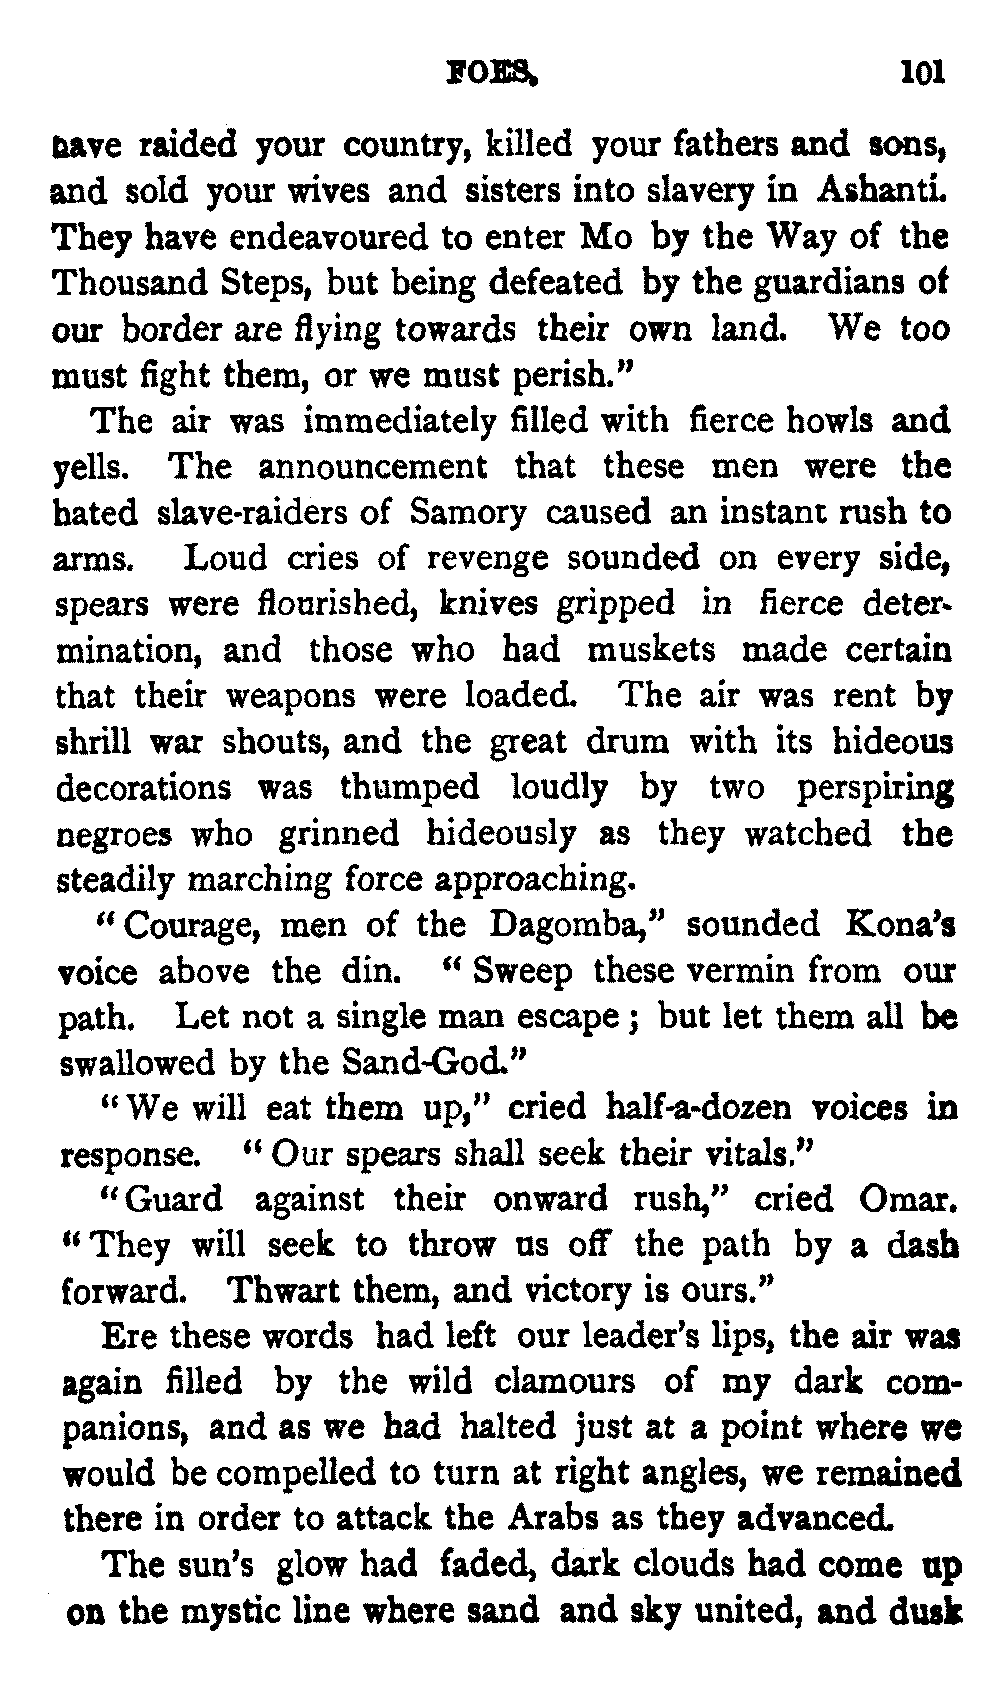 FOES. 101
have raided your country, killed your fathers and sons,
and sold your wives and sisters into slavery in Ashanti.
They have endeavoured to enter Mo by the Way of the
Thousand Steps, but being defeated by the guardians of
our border are flying towards their own land. We too
must fight them, or we must perish."
The air was immediately filled with fierce howls and
yells. The announcement that these men were the
hated slave-raiders of Samory caused an instant rush to
arms. Loud cries of revenge sounded on every side,
spears were flourished, knives gripped in fierce deter-
mination, and those who had muskets made certain
that their weapons were loaded. The air was rent by
shrill war shouts, and the great drum with its hideous
decorations was thumped loudly by two perspiring
negroes who grinned hideously as they watched the
steadily marching force approaching.
"Courage, men of the Dagomba," sounded Kona's
voice above the din. "Sweep these vermin from our
path. Let not a single man escape; but let them all be
swallowed by the Sand-God."
"We will eat them up," cried half-a-dozen voices in
response. "Our spears shall seek their vitals."
"Guard against their onward rush," cried Omar.
"They will seek to throw us off the path by a dash
forward. Thwart them, and victory is ours."
Ere these words had left our leader's lips, the air was
again filled by the wild clamours of my dark com-
panions, and as we had halted just at a point where we
would be compelled to turn at right angles, we remained
there in order to attack the Arabs as they advanced.
The sun's glow had faded, dark clouds had come up
on the mystic line where sand and sky united, and dusk